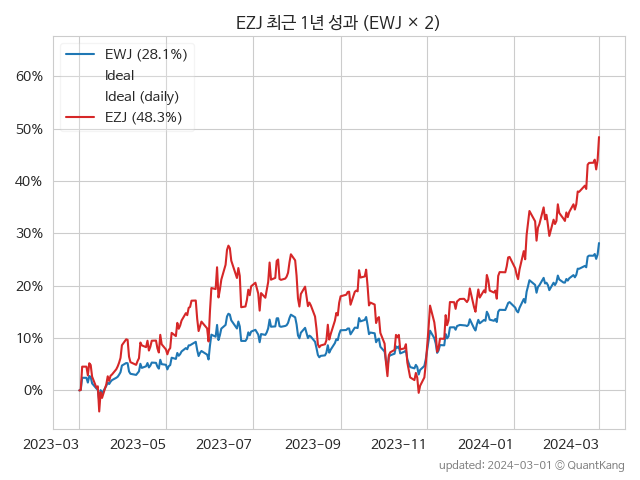 EZJ 최근 1년 성과 (EWJ × 2)
EWJ (28.1%)
Ideal
Ideal (daily)
EZJ (48.3%)
60%
50%
40%
30%
20%
10%
0%
2023−03
2023−05
2023−07
2023−09
2023−11
2024−01
2024−03
updated: 2024−03−01 © QuantKang